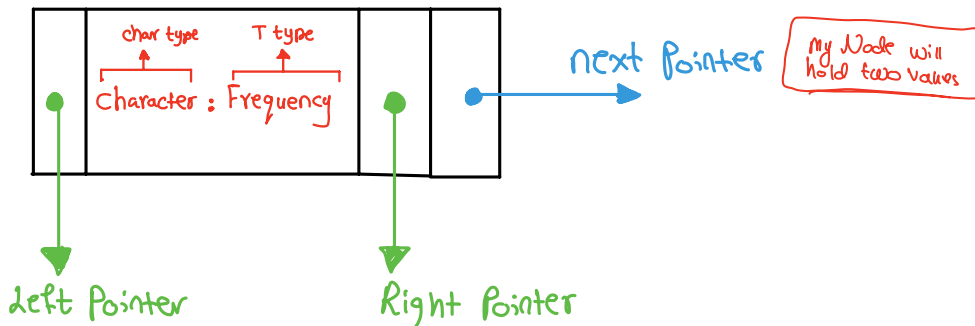 char type
T type
Character : Frequency
next Pointer
my Node will
hold two values
Left Pointer
Right Pointer